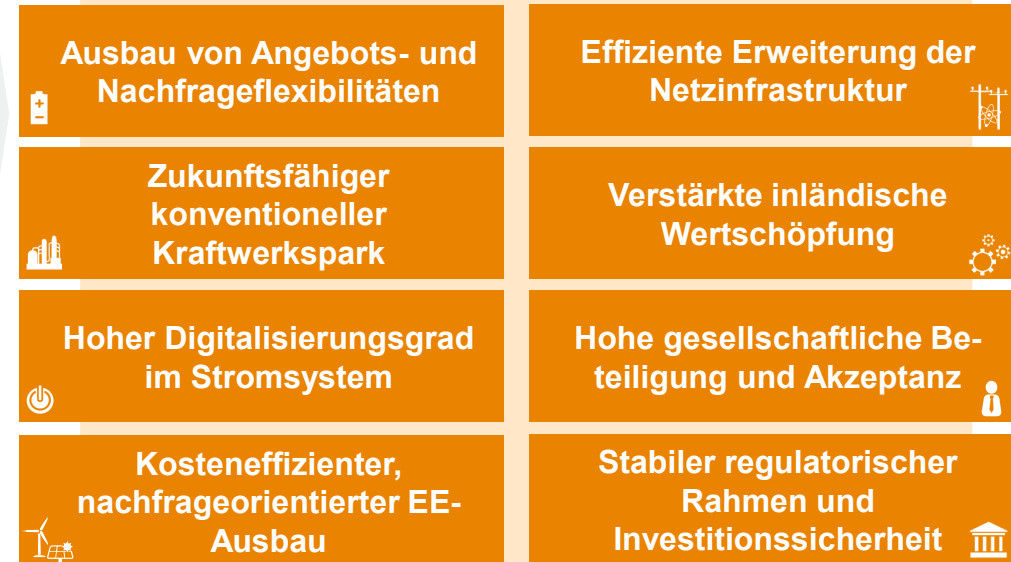 Ausbau von Angebots- und
Nachfrageflexibilitäten
Effiziente Erweiterung der
Netzinfrastruktur
Zukunftsfähiger
konventioneller
Kraftwerkspark
Verstärkte inländische
Wertschöpfung
Hoher Digitalisierungsgrad
im Stromsystem
Hohe gesellschaftliche Be-
teiligung und Akzeptanz
Kosteneffizienter,
nachfrageorientierter EE-
Ausbau
Stabiler regulatorischer
Rahmen und
Investitionssicherheit